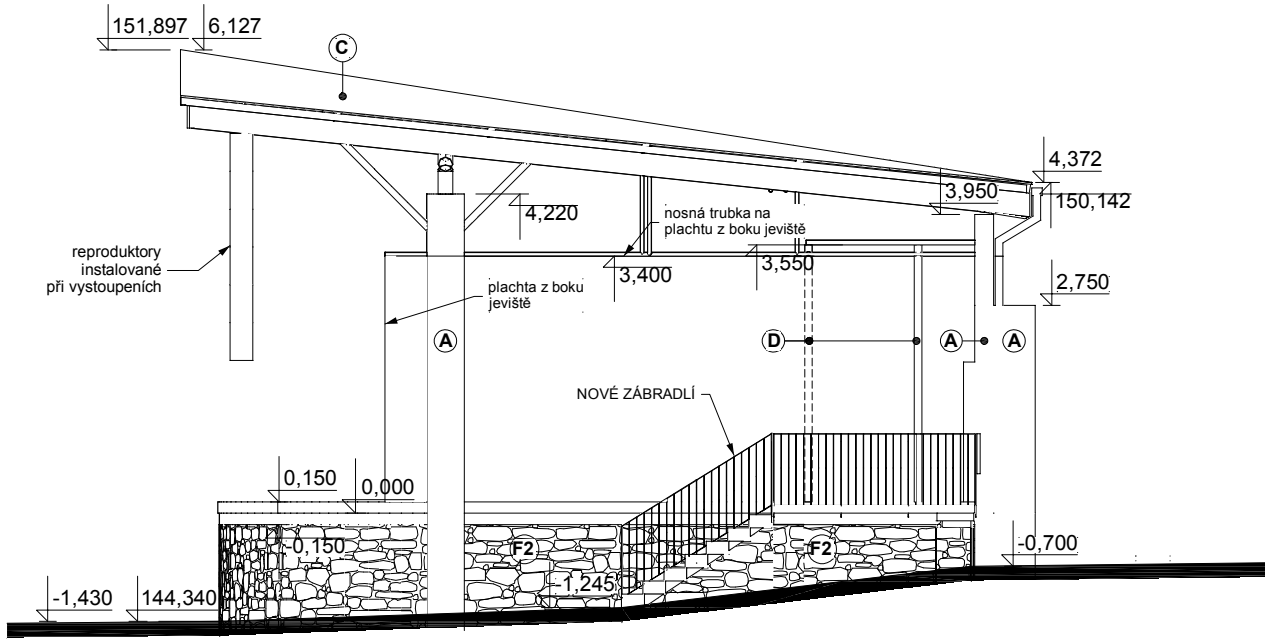 151,897
6,127
C
4,372
150,142
3,950
4,220
nosná trubka na
plachtu z boku jeviště
reproduktory
instalované
při vystoupeních
3,400
3,550
2,750
plachta z boku
jeviště
A
D
A
A
NOVÉ ZÁBRADLÍ
0,150
0,000
-0,150
F2
F2
-0,700
-1,245
-1,430
144,340